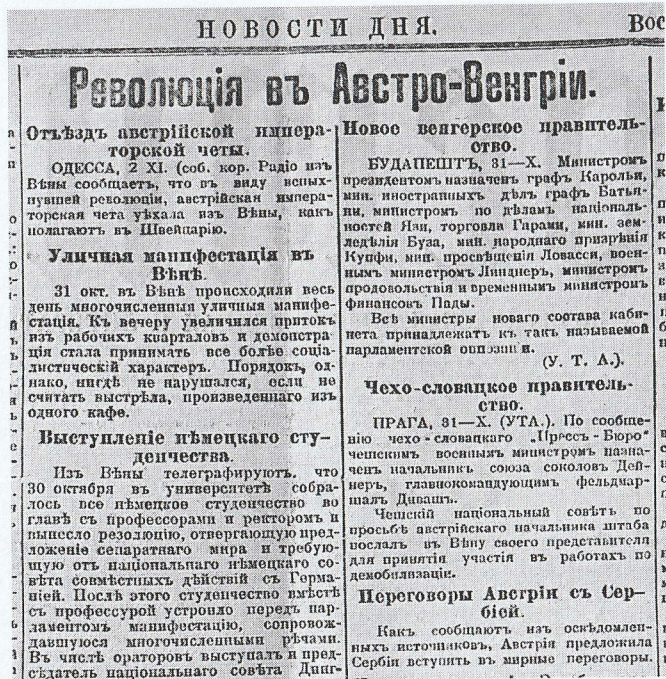 НОВОСТИ ДНЯ.
Вос
Революція въ Австро-Венгріи.
Отъѣздъ австрійской импера-
торской четы.
ОДЕССА, 2 XI. (соб. кор. Радіо изъ
Вѣны сообщаетъ, что въ виду вспых-
нувшей революціи, австрійская импера-
торская чета уѣхала изъ Вѣны, какъ
полагаютъ въ Швейцарію.
Уличная манифестація въ
Вѣнѣ.
31 окт. въ Вѣнѣ происходили весь
день многочисленныя уличныя манифе-
стація. Къ вечеру увеличился притокъ
изъ рабочихъ кварталовъ и демонстра-
ція стала принимать все болѣе соціа-
листическій характеръ. Порядокъ, од-
нако, нигдѣ не нарушался, если не
считать выстрѣла, произведеннаго изъ
одного кафе.
Выступленіе нѣмецкаго сту-
денчества.
Изъ Вѣны телеграфируютъ, что
30 октября въ университетѣ собра-
лось все нѣмецкое студенчество во
главѣ съ профессорами и ректоромъ и
вынесло резолюцію, отвергающую пред-
ложеніе сепаратнаго мира и требую-
щую отъ національнаго нѣмецкаго со-
вѣта совмѣстныхъ дѣйствій съ Герма-
ніей. Послѣ этого студенчество вмѣстѣ
съ профессурой устроило передъ пар-
ламентомъ манифестацію, сопровож-
давшуюся многочисленными рѣчами.
Въ числѣ ораторовъ выступалъ и пред-
сѣдатель національнаго совѣта Динг-
Новое венгерское правитель-
ство.
БУДАПЕШТЪ, 31—X. Министромъ
президентомъ назначенъ графъ Карольи,
мин. иностранныхъ дѣлъ графъ Батья-
ни, министромъ по дѣламъ національ-
ностей Язи, торговли Гарами, мин. зем-
ледѣлія Буза, мин. народнаго призрѣнія
Кунфи, мин. просвѣщенія Ловасси, воен-
нымъ министромъ Линднеръ, министромъ
продовольствія и временнымъ министромъ
финансовъ Нады.
Всѣ министры новаго состава каби-
нета принадлежатъ къ такъ называемой
парламентской оппозиціи.
(У. Т. А.).
Чехо-словацкое правитель-
ство.
ПРАГА, 31—X. (УТА.). По сообще-
нію чехо-словацкаго „Прессъ-Бюро“
чешскимъ военнымъ министромъ назна-
ченъ начальникъ союза соколовъ Дей-
неръ, главнокомандующимъ фельдмар-
шалъ Дивашъ.
Чешскій національный совѣтъ по
просьбѣ австрійскаго начальника штаба
послалъ въ Вѣну своего представителя
для принятія участія въ работахъ по
демобилизаціи.
Переговоры Австріи съ Сер-
біей.
Какъ сообщаютъ изъ освѣдомлен-
ныхъ источниковъ, Австрія предложила
Сербіи вступить въ мирные переговоры.